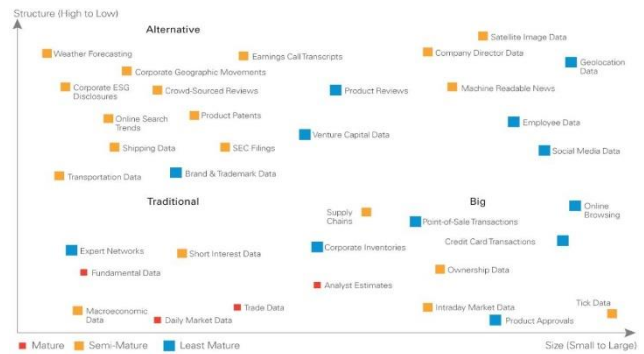 Structure (High to Low)
Alternative
Satellite Image Data
Weather Forecasting
Earnings Call Transcripts
Company Director Data
Geolocation
Data
Corporate Geographic Movements
Corporate ESG
Disclosures
Crowd-Sourced Reviews
Product Reviews
Machine Readable News
Online Search
Trends
Product Patents
Employee Data
Venture Capital Data
Shipping Data
SEC Filings
Social Media Data
Transportation Data
Brand & Trademark Data
Traditional
Big
Supply
Chains
Online
Browsing
Point-of-Sale Transactions
Credit Card Transactions
Expert Networks
Short Interest Data
Corporate Inventories
Fundamental Data
Ownership Data
Analyst Estimates
Macroeconomic
Data
Trade Data
Daily Market Data
Intraday Market Data
Tick Data
Product Approvals
Mature Semi-Mature Least Mature
Size (Small to Large)